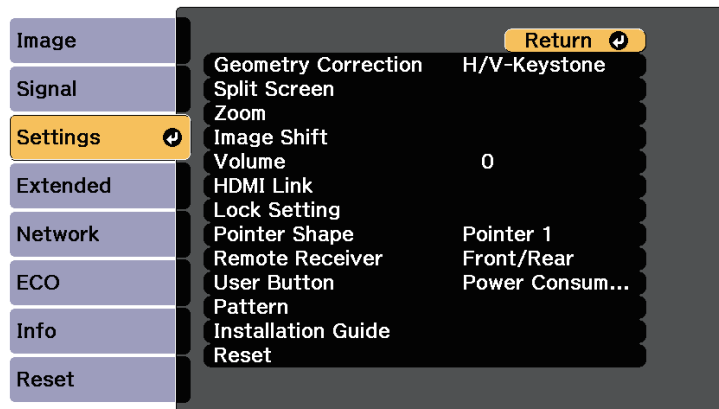 Image
Signal
Settings
Extended
Network
ECO
Info
Reset
Return
Geometry Correction H/V-Keystone
Split Screen
Zoom
Image Shift
Volume 0
HDMI Link
Lock Setting
Pointer Shape Pointer 1
Remote Receiver Front/Rear
User Button Power Consum...
Pattern
Installation Guide
Reset